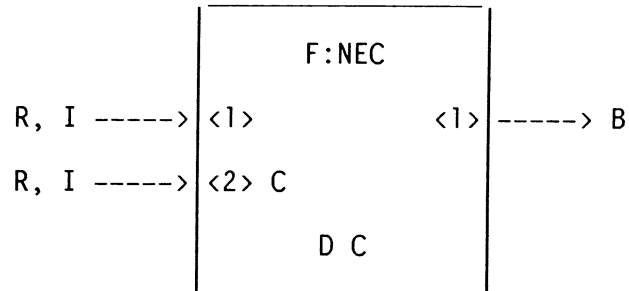 F:NEC
R, I -----> <1> <1> -----> B
R, I -----> <2> C
D C